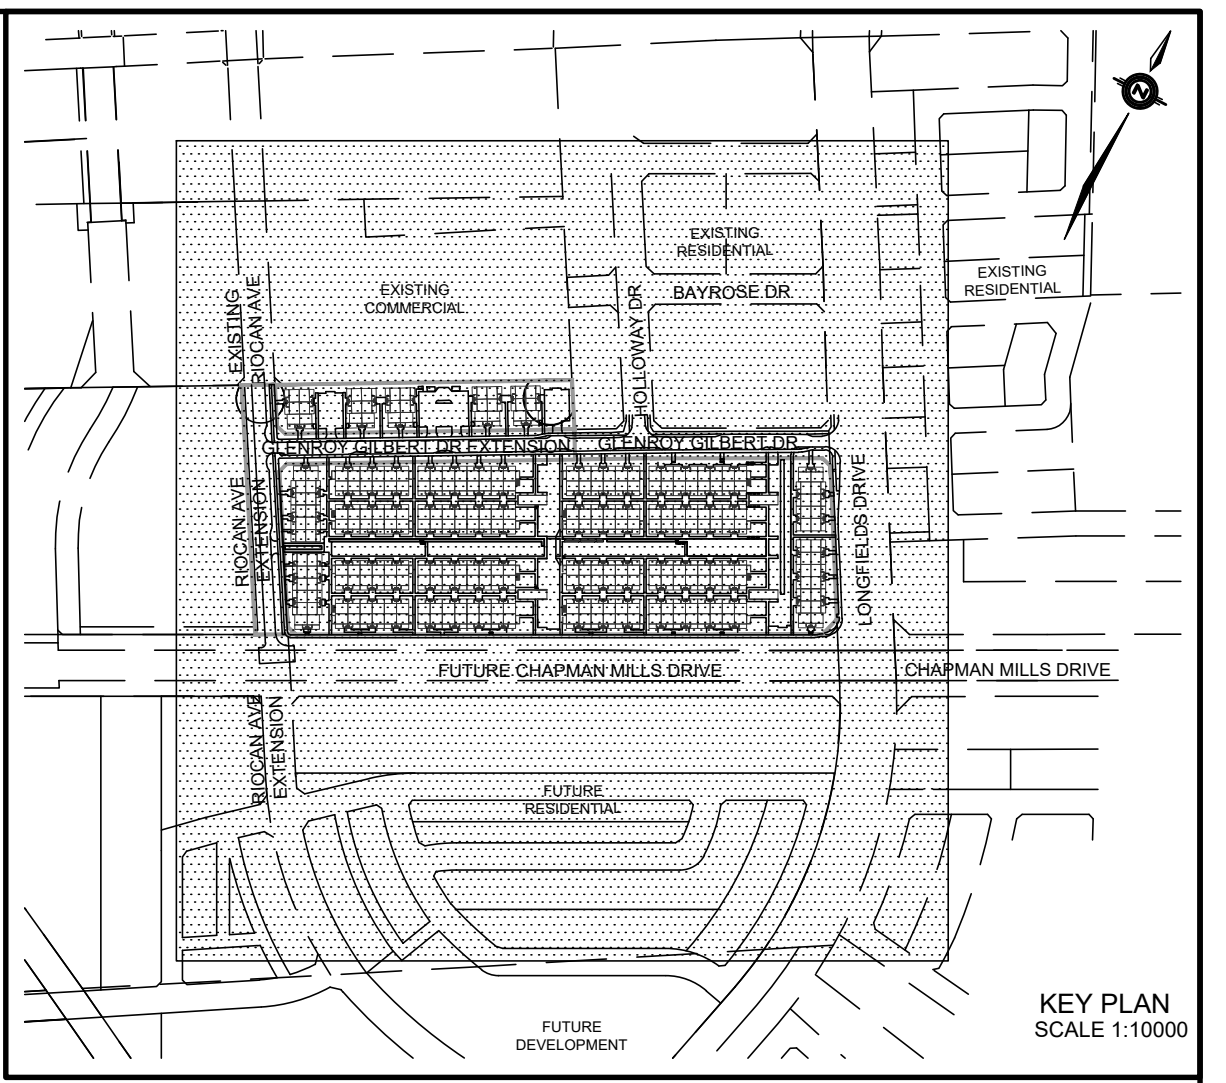 N
EXISTING
RESIDENTIAL
EXISTING
RESIDENTIAL
EXISTING
COMMERCIAL
BAYROSE DR
HOLLOWAY DR
EXISTING
RIOCAN AVE
GLENROY GILBERT DR EXTENSION
GLENROY GILBERT DR
RIOCAN AVE
EXTENSION
LONGFIELDS DRIVE
FUTURE CHAPMAN MILLS DRIVE
CHAPMAN MILLS DRIVE
RIOCAN AVE
EXTENSION
FUTURE
RESIDENTIAL
FUTURE
DEVELOPMENT
KEY PLAN
SCALE 1:10000